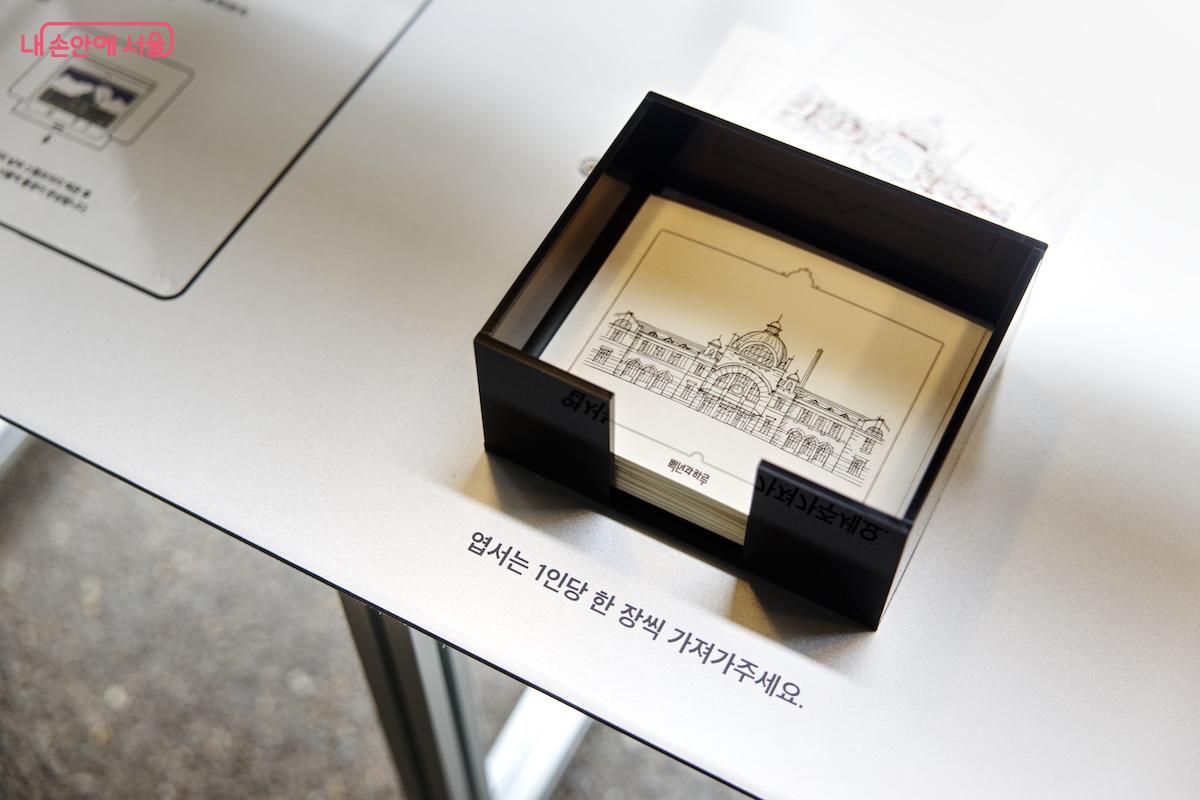 내 손안에 서울
백년과하루
엽서는 1인당 한 장씩 가져가주세요.